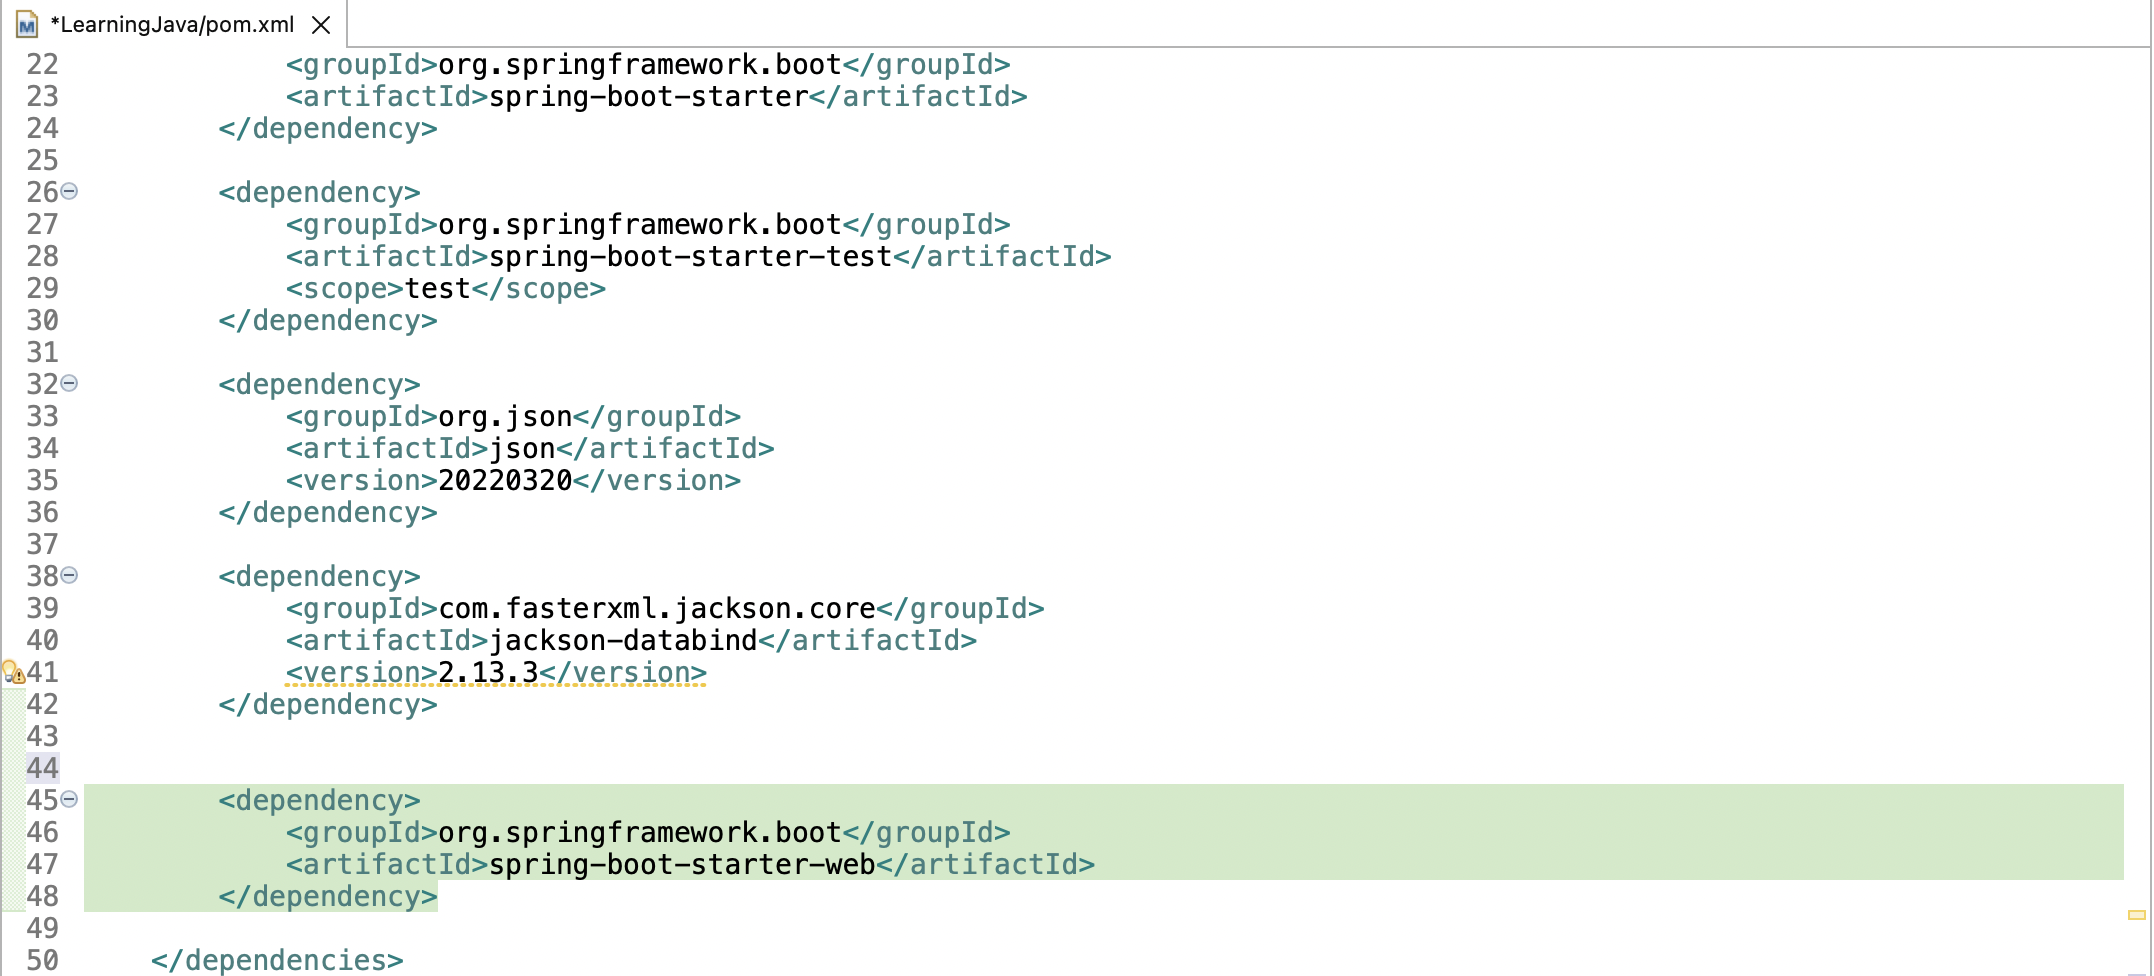 *LearningJava/pom.xml
22 <groupId>org.springframework.boot</groupId>
23 <artifactId>spring-boot-starter</artifactId>
24 </dependency>
25
26 <dependency>
27 <groupId>org.springframework.boot</groupId>
28 <artifactId>spring-boot-starter-test</artifactId>
29 <scope>test</scope>
30 </dependency>
31
32 <dependency>
33 <groupId>org.json</groupId>
34 <artifactId>json</artifactId>
35 <version>20220320</version>
36 </dependency>
37
38 <dependency>
39 <groupId>com.fasterxml.jackson.core</groupId>
40 <artifactId>jackson-databind</artifactId>
41 <version>2.13.3</version>
42 </dependency>
43
44
45 <dependency>
46 <groupId>org.springframework.boot</groupId>
47 <artifactId>spring-boot-starter-web</artifactId>
48 </dependency>
49
50 </dependencies>